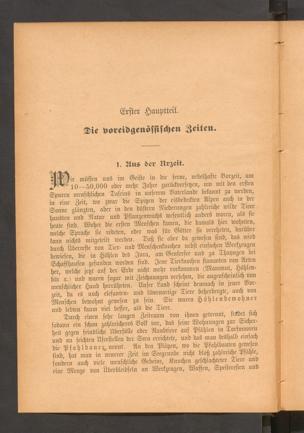 Erster Hauptteil.
Die voreidgenössischen Zeiten.
1. Aus der Urzeit.
Wir müssen uns im Geiste in die ferne, nebelhafte Vorzeit, um
10—50,000 oder mehr Jahre zurückversetzen, um mit den ersten
Spuren menschlichen Daseins in unserem Vaterlande bekannt zu werden,
in eine Zeit, wo zwar die Spitzen der eisbedeckten Alpen auch in der
Sonne glänzten, aber in den düstern Niederungen zahlreiche wilde Tiere
hausten und Natur und Pflanzenwuchs wesentlich anders waren, als sie
heute sind. Woher die ersten Menschen kamen, die damals hier wohnten,
welche Sprache sie redeten, oder was für Sitten sie hatten, darüber
kann nichts mitgeteilt werden. Daß sie aber da gewesen sind, das wird
durch Überreste von Tier- und Menschenknochen nebst einfachen Werkzeugen
bewiesen, die in Höhlen des Jura, am Genfersee und zu Thayngen bei
Schaffhausen gefunden worden sind. Jene Tierknochen stammten von Arten
her, welche jetzt auf der Erde nicht mehr vorkommen (Mammut, Höhlen-
bär etc.) und waren sogar mit Zeichnungen versehen, die augenscheinlich von
menschlicher Hand herrührten. Unser Land scheint demnach in jener Vor-
zeit, da es noch elefanten- und löwenartige Tiere beherbergte, auch von
Menschen bewohnt gewesen zu sein. Sie waren Höhlenbewohner
und lebten kaum viel besser, als die Tiere.
Durch einen sehr langen Zeitraum von ihnen getrennt, siedelt sich
sodann ein schon zahlreicheres Volk an, das seine Wohnungen zur Sicher-
heit gegen feindliche Überfälle oder Raubtiere auf Pfählen in Torfmooren
und an seichten Uferstellen der Seen errichtete, und das man deshalb einfach
die Pfahlbauer nennt. An den Plätzen, wo die Pfahlbauten gewesen
sind, hat man in neuerer Zeit im Seegrunde nicht bloß zahlreiche Pfähle,
sondern auch viele menschliche Gebeine, Knochen geschlachteter Tiere und
eine Menge von Überbleibseln an Werkzeugen, Waffen, Speiseresten und